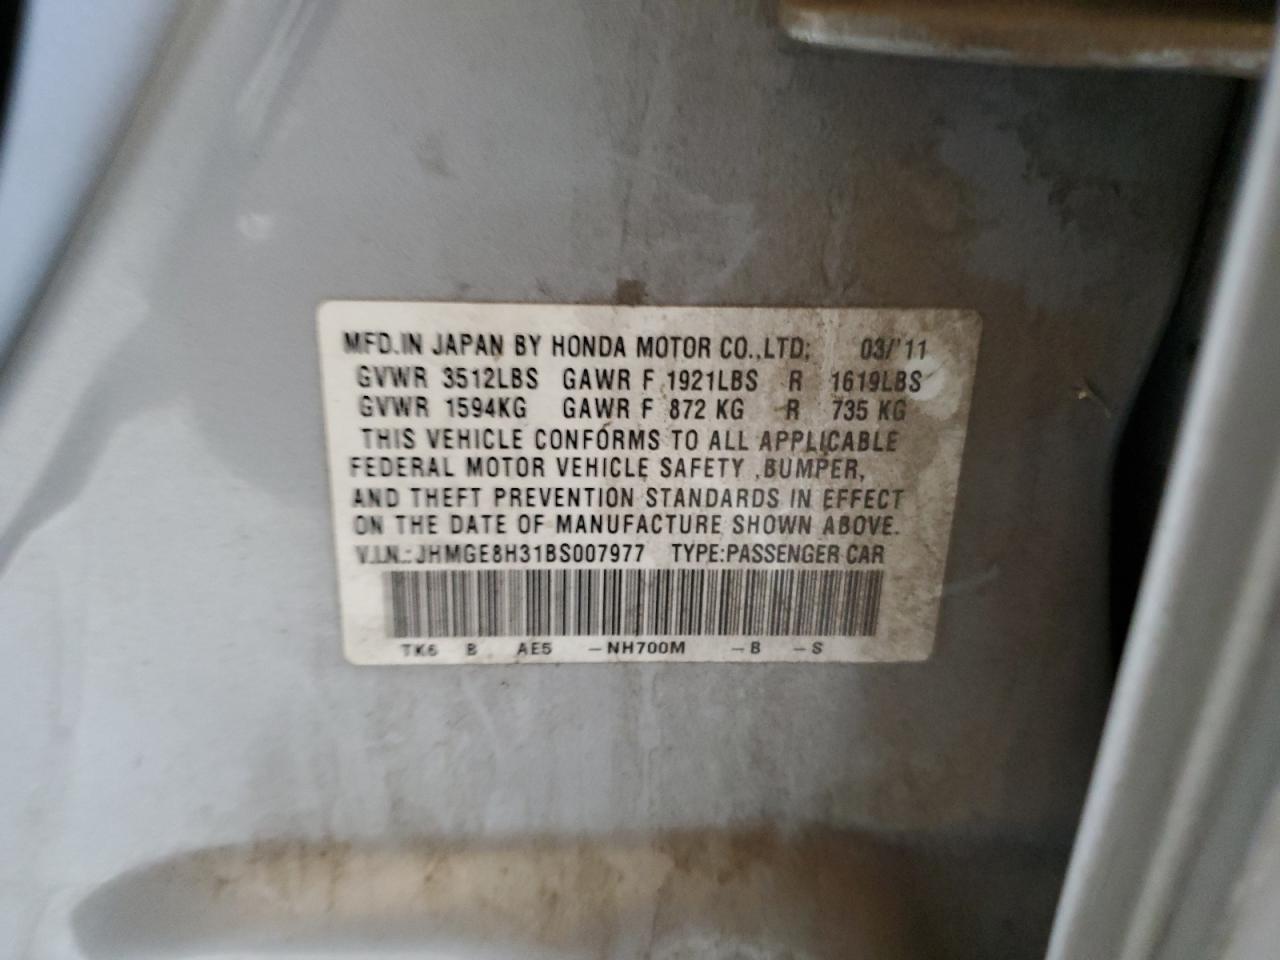 MFD.IN JAPAN BY HONDA MOTOR CO.,LTD; 03/'11
GVWR 3512LBS GAWR F 1921LBS R 1619LBS
GVWR 1594KG GAWR F 872 KG R 735 KG
THIS VEHICLE CONFORMS TO ALL APPLICABLE
FEDERAL MOTOR VEHICLE SAFETY ,BUMPER,
AND THEFT PREVENTION STANDARDS IN EFFECT
ON THE DATE OF MANUFACTURE SHOWN ABOVE.
V.I.N.: JHMGE8H31BS007977 TYPE:PASSENGER CAR
TK6 B AE5 -NH700M -B -S